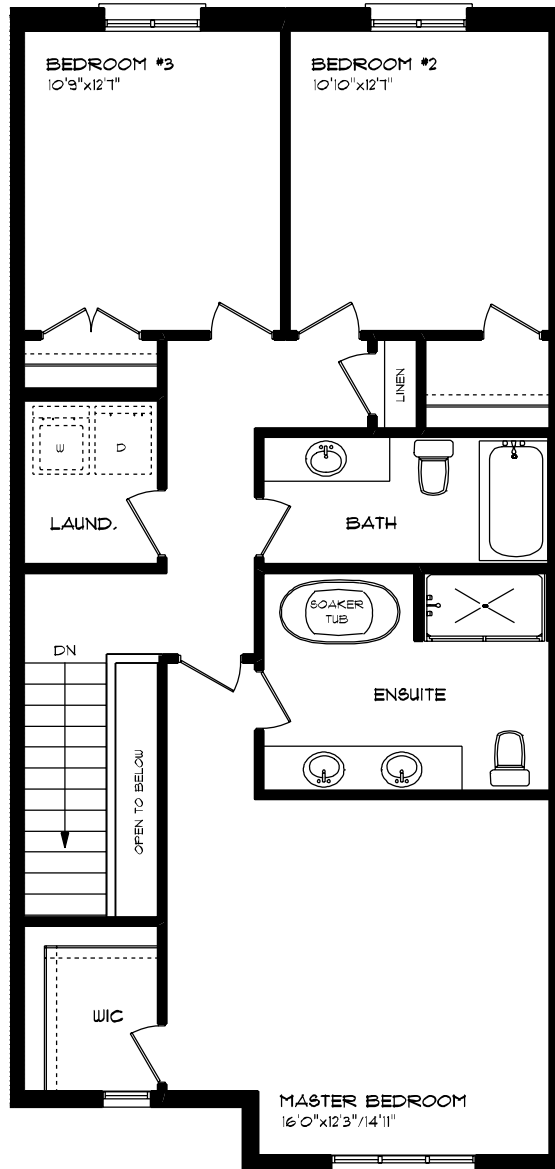 BEDROOM #3
10'9"x12'7"
BEDROOM #2
10'10"x12'7"
LINEN
W
D
LAUND.
BATH
SOAKER
TUB
DN
ENSUITE
OPEN TO BELOW
WIC
MASTER BEDROOM
16'0"x12'3"/14'11"